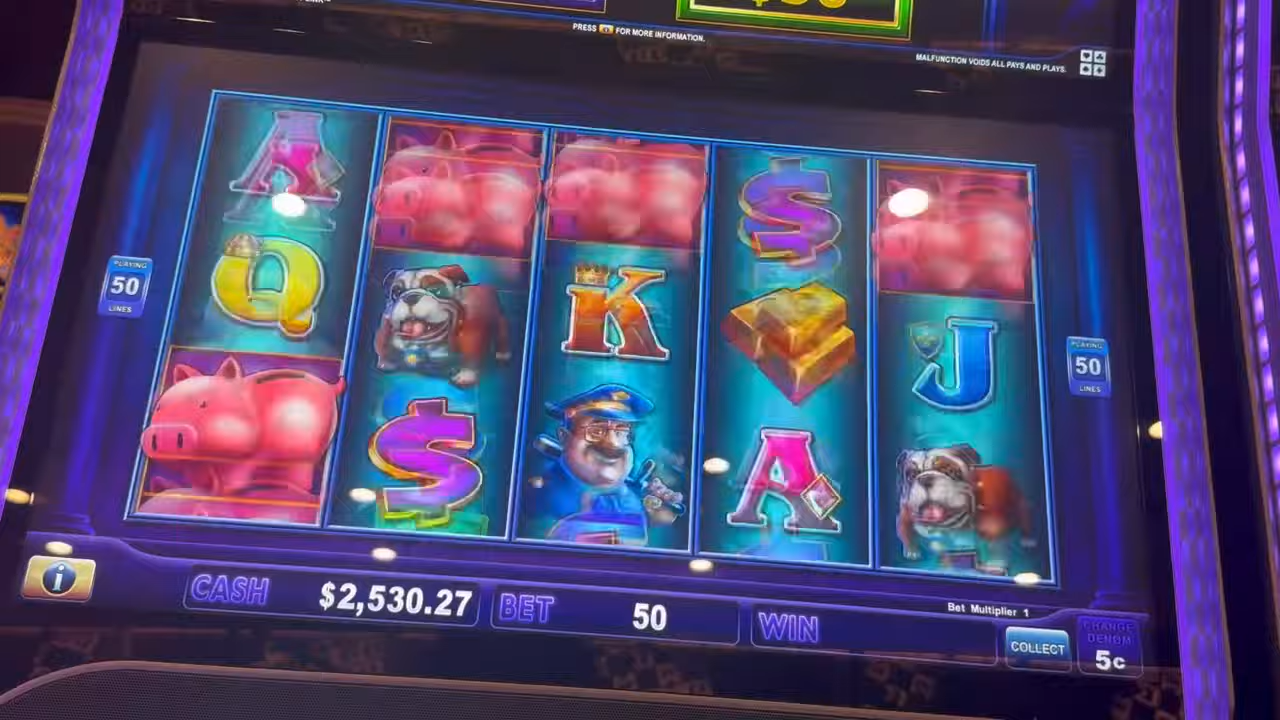 PRESS FOR MORE INFORMATION.
MALFUNCTION VOIDS ALL PAYS AND PLAYS.
A
Q
K
J
$
$
A
PLAYING
50
LINES
PLAYING
50
LINES
CASH $2,530.27
BET 50
WIN
Bet Multiplier 1
COLLECT
CHANGE
DENOM
5¢
i